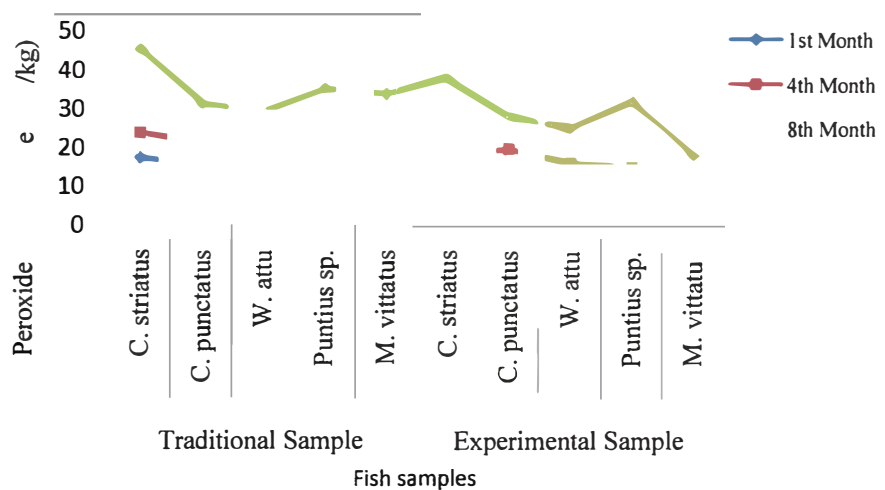 50
40
30
20
10
0
/kg)
e
Peroxide
1st Month
4th Month
8th Month
C. striatus
C. punctatus
W. attu
Puntius sp.
M. vittatus
C. striatus
C. punctatus
W. attu
Puntius sp.
M. vittatu
Traditional Sample
Experimental Sample
Fish samples